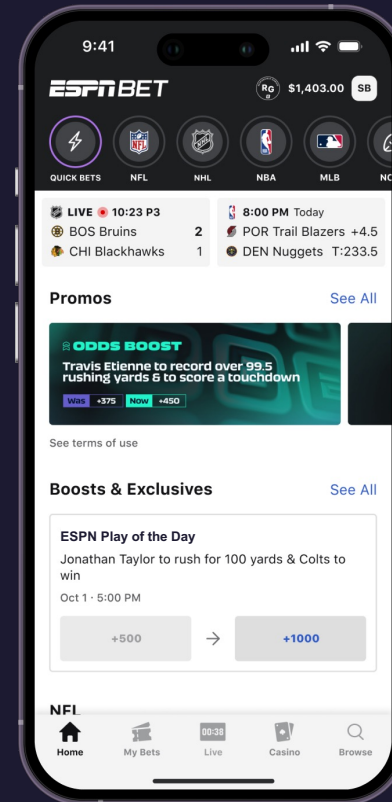 9:41
ESPN BET
RG
$1,403.00
SB
QUICK BETS
NFL
NHL
NBA
MLB
NFL
LIVE 10:23 P3
BOS Bruins 2
CHI Blackhawks 1
8:00 PM Today
POR Trail Blazers +4.5
DEN Nuggets T:233.5
Promos
See All
ODDS BOOST
Travis Etienne to record over 99.5
rushing yards & to score a touchdown
Was +375 Now +450
See terms of use
Boosts & Exclusives
See All
ESPN Play of the Day
Jonathan Taylor to rush for 100 yards & Colts to
win
Oct 1 · 5:00 PM
+500
+1000
NFL
00:38
Home
My Bets
Live
Casino
Browse